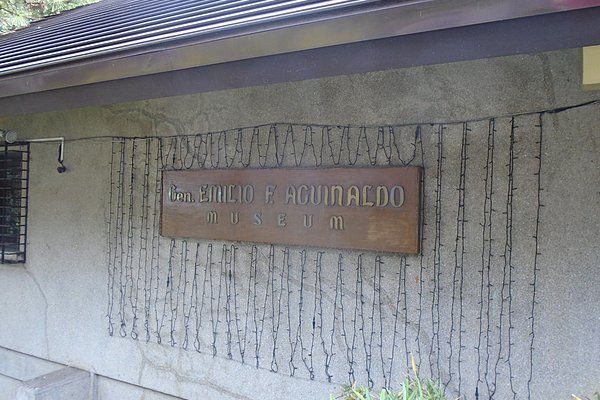 Gen. EMILIO F. AGUINALDO
MUSEUM